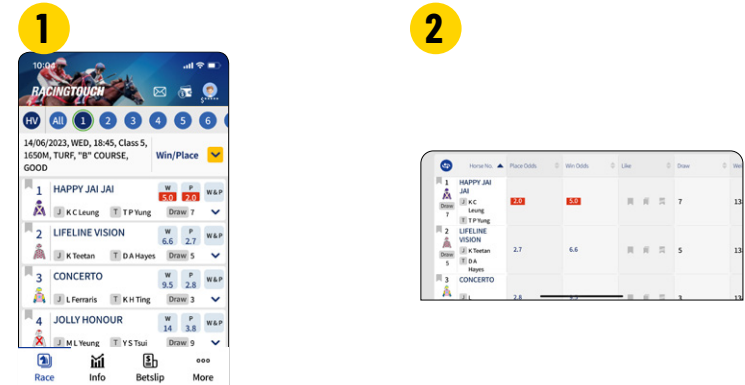 1
10:04
RACINGTOUCH
HV All 1 2 3 4 5 6
14/06/2023, WED, 18:45, Class 5,
1650M, TURF, "B" COURSE,
GOOD
Win/Place
1 HAPPY JAI JAI W 5.0 P 2.0 W&P
J K C Leung T T P Yung Draw 7
2 LIFELINE VISION W 6.6 P 2.7 W&P
J K Teetan T D A Hayes Draw 5
3 CONCERTO W 9.5 P 2.8 W&P
J L Ferraris T K H Ting Draw 3
4 JOLLY HONOUR W 14 P 3.8 W&P
J M L Yeung T Y S Tsui Draw 9
Race Info Betslip More
2
Horse No. Place Odds Win Odds Like Draw
1 HAPPY JAI
JAI
J K C
Leung
T T P Yung
Draw
7
2.0 5.0 7 13
2 LIFELINE
VISION
J K Teetan
T D A
Hayes
Draw
5
2.7 6.6 5 13
3 CONCERTO
J L
2.8 3 13